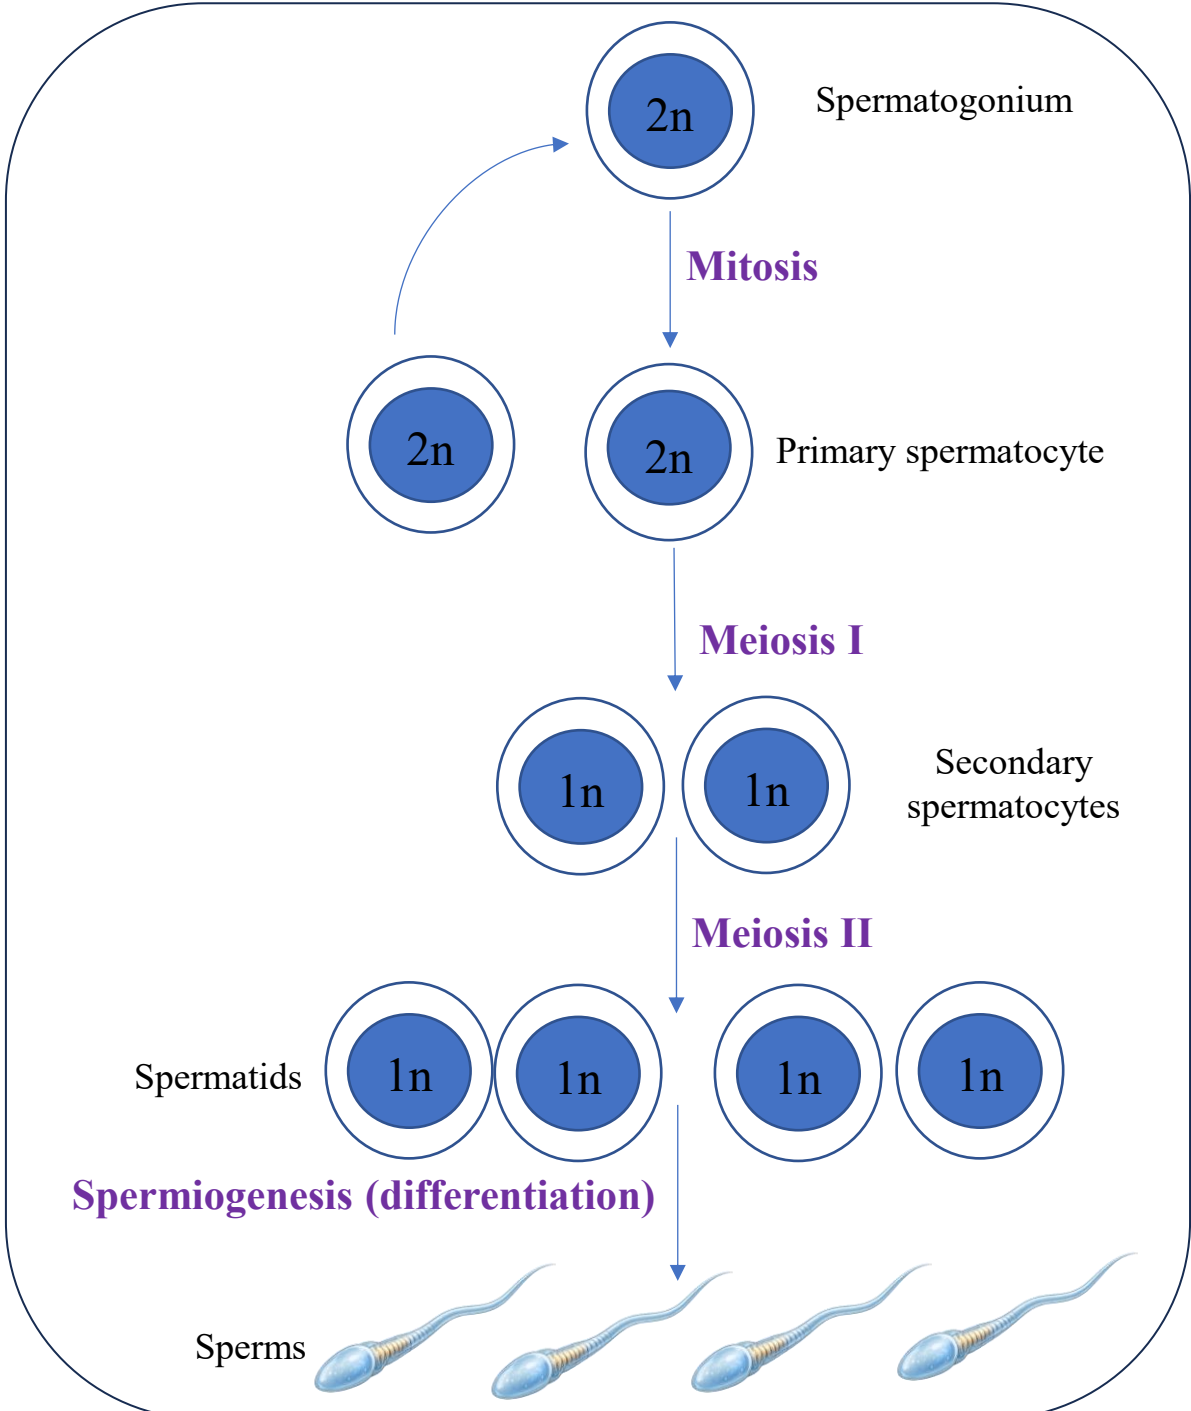 2n
Spermatogonium
Mitosis
2n
2n
Primary spermatocyte
Meiosis I
1n
1n
Secondary
spermatocytes
Meiosis II
Spermatids
1n
1n
1n
1n
Spermiogenesis (differentiation)
Sperms